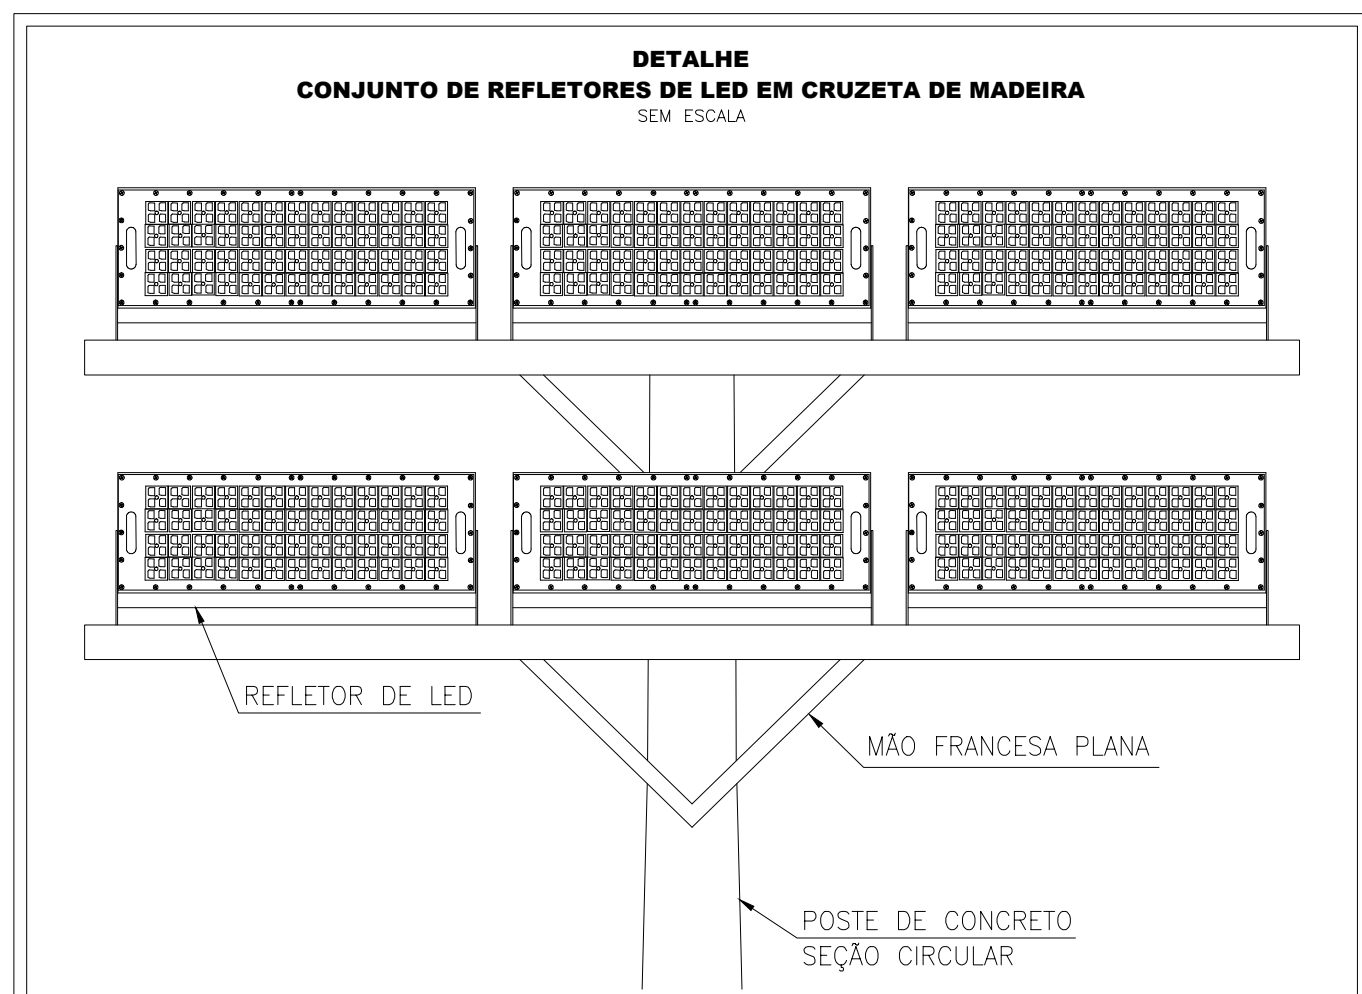 DETALHE
CONJUNTO DE REFLETORES DE LED EM CRUZETA DE MADEIRA
SEM ESCALA
REFLETOR DE LED
MÃO FRANCESA PLANA
POSTE DE CONCRETO
SEÇÃO CIRCULAR